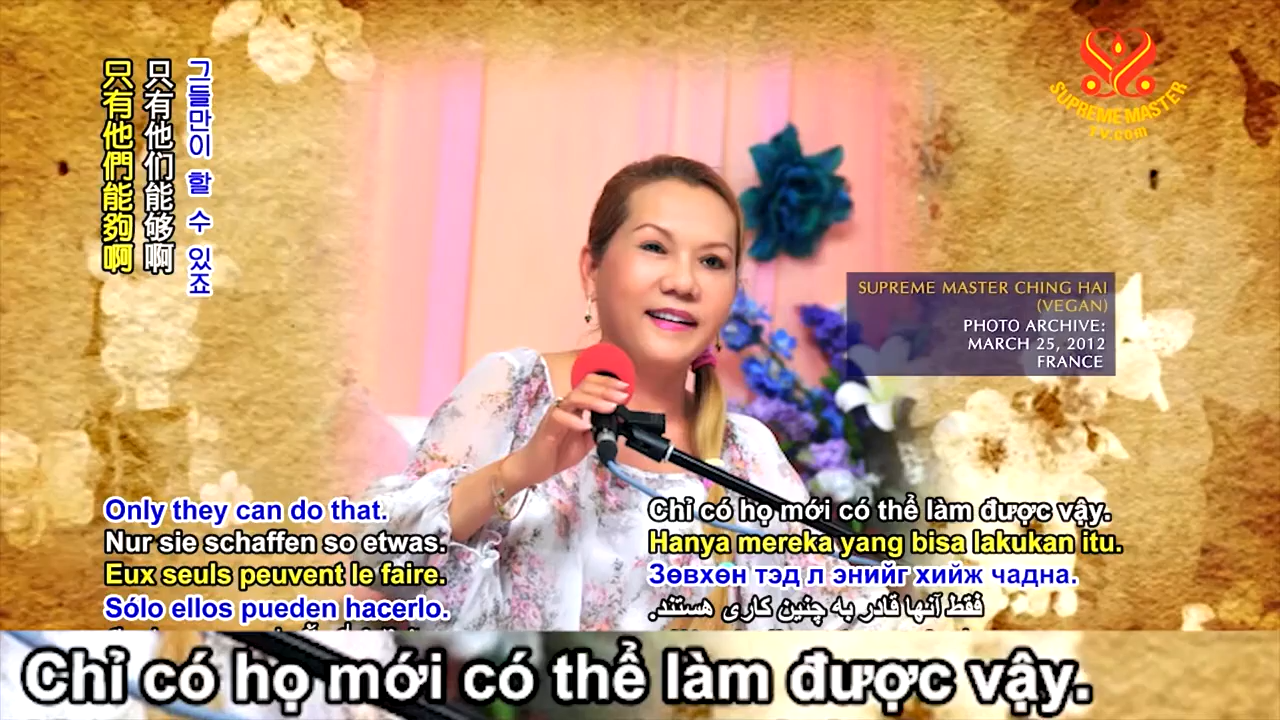 只有他們能夠啊
只有他们能够啊
그들만이 할 수 있죠
SUPREME MASTER
TV.com
SUPREME MASTER CHING HAI
(VEGAN)
PHOTO ARCHIVE:
MARCH 25, 2012
FRANCE
Only they can do that.
Nur sie schaffen so etwas.
Eux seuls peuvent le faire.
Sólo ellos pueden hacerlo.
Chỉ có họ mới có thể làm được vậy.
Hanya mereka yang bisa lakukan itu.
Зөвхөн тэд л энийг хийж чадна.
فقط آنها قادر به چنین کاری هستند.
Chỉ có họ mới có thể làm được vậy.